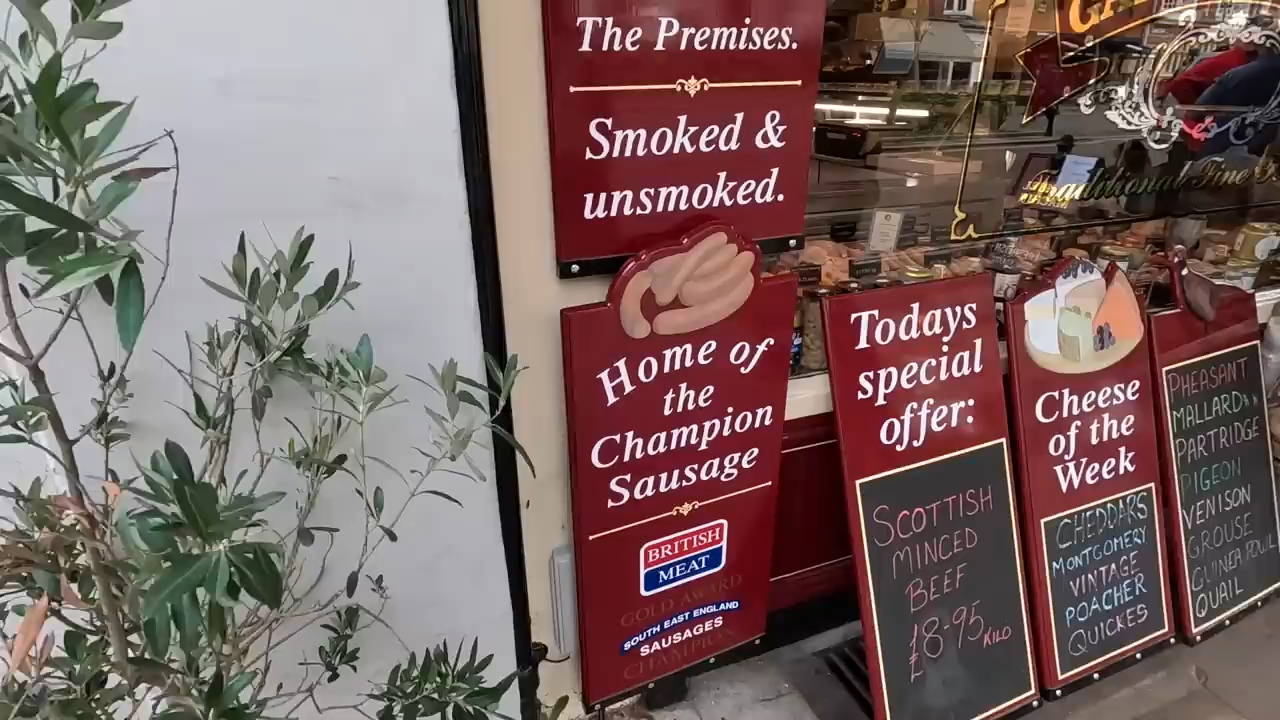 The Premises.
Smoked &
unsmoked.
Home of
the
Champion
Sausage
BRITISH
MEAT
GOLD AWARD
SOUTH EAST ENGLAND
SAUSAGES
CHAMPION
Todays
special
offer:
SCOTTISH
MINCED
BEEF
£18-95 KILO
Cheese
of the
Week
CHEDDARS
MONTGOMERY
VINTAGE
POACHER
QUICKES
PHEASANT
MALLARD
PARTRIDGE
PIGEON
VENISON
GROUSE
GUINEA FOWL
QUAIL
Traditional Fine